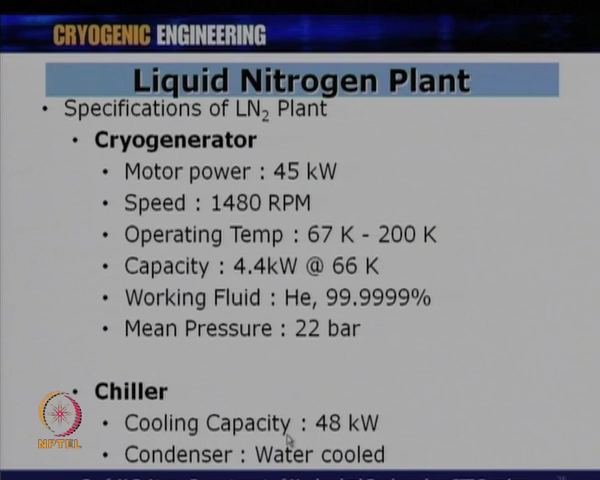 CRYOGENIC ENGINEERING
Liquid Nitrogen Plant
• Specifications of LN₂ Plant
• Cryogenerator
• Motor power : 45 kW
• Speed : 1480 RPM
• Operating Temp : 67 K - 200 K
• Capacity : 4.4kW @ 66 K
• Working Fluid : He, 99.9999%
• Mean Pressure : 22 bar
• Chiller
• Cooling Capacity : 48 kW
• Condenser : Water cooled
NPTEL